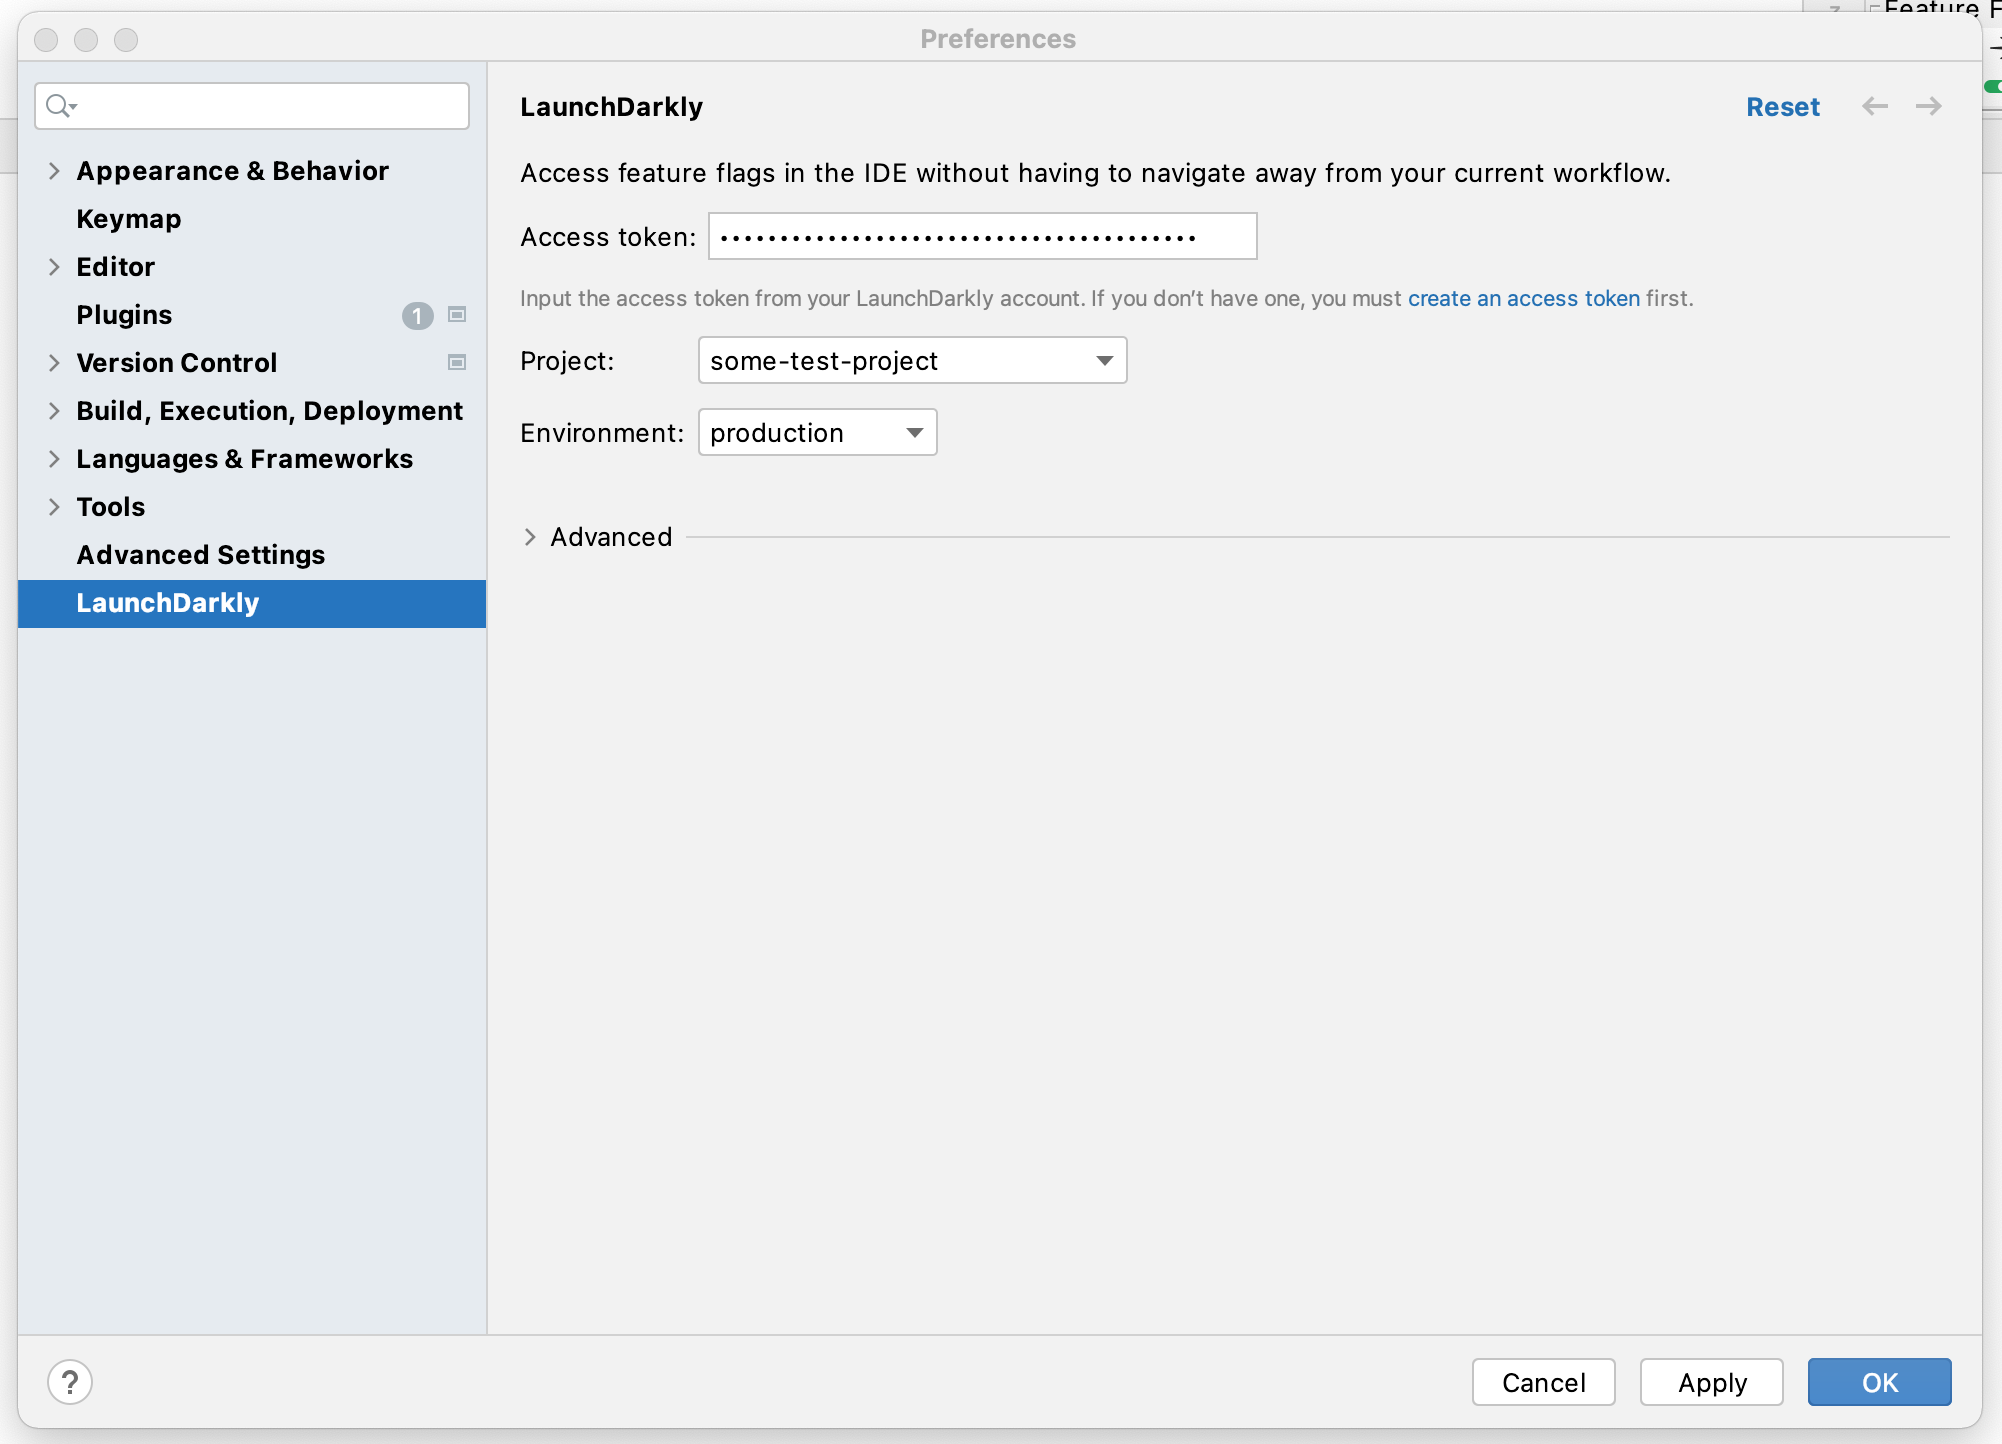 Feature F
Preferences
LaunchDarkly
Reset
Appearance & Behavior
Keymap
Editor
Plugins 1
Version Control
Build, Execution, Deployment
Languages & Frameworks
Tools
Advanced Settings
LaunchDarkly
Access feature flags in the IDE without having to navigate away from your current workflow.
Access token: ••••••••••••••••••••••••••••••••••••••••
Input the access token from your LaunchDarkly account. If you don’t have one, you must create an access token first.
Project: some-test-project
Environment: production
Advanced
?
Cancel
Apply
OK